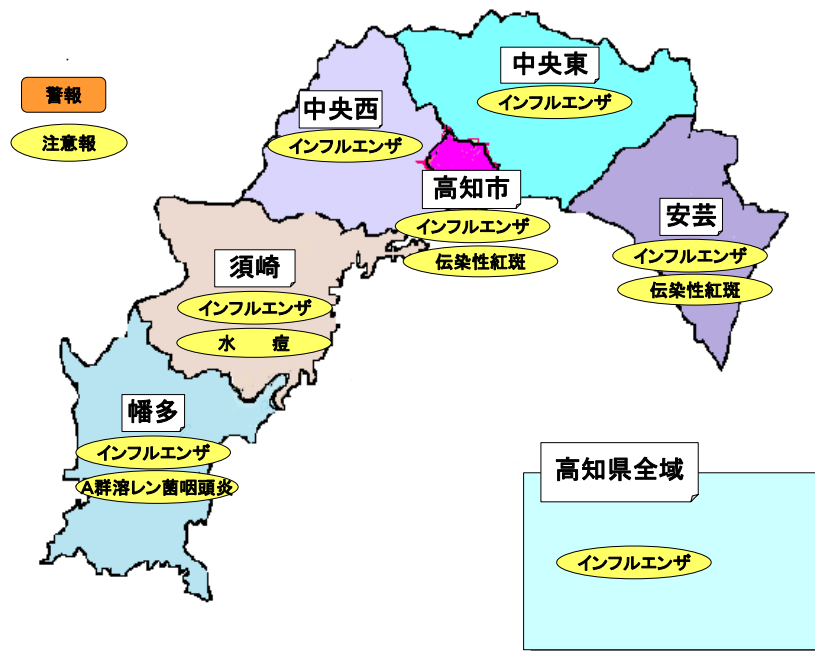 警報
注意報
中央東
インフルエンザ
中央西
インフルエンザ
高知市
インフルエンザ
伝染性紅斑
安芸
インフルエンザ
伝染性紅斑
須崎
インフルエンザ
水 痘
幡多
インフルエンザ
A群溶レン菌咽頭炎
高知県全域
インフルエンザ